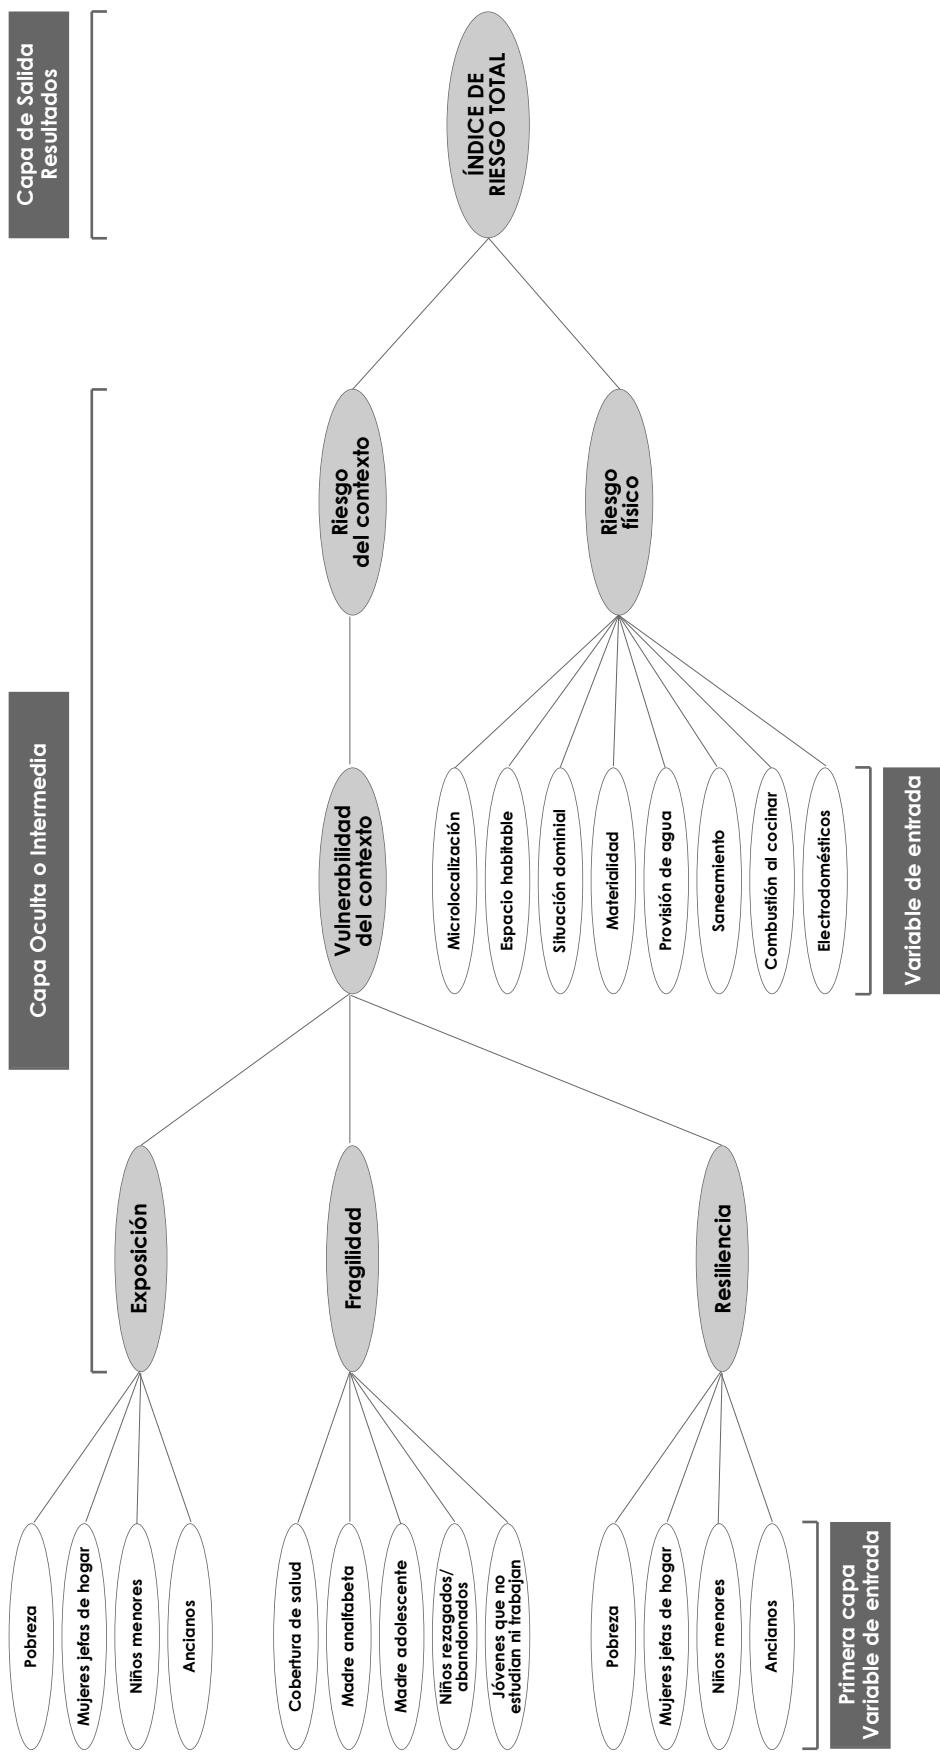 Capa de Salida
Resultados
ÍNDICE DE
RIESGO TOTAL
Capa Oculta o Intermedia
Riesgo
del contexto
Riesgo
físico
Vulnerabilidad
del contexto
Microlocalización
Espacio habitable
Situación dominial
Materialidad
Provisión de agua
Saneamiento
Combustión al cocinar
Electrodomésticos
Variable de entrada
Exposición
Fragilidad
Resiliencia
Pobreza
Mujeres jefas de hogar
Niños menores
Ancianos
Cobertura de salud
Madre analfabeta
Madre adolescente
Niños rezagados/
abandonados
Jóvenes que no
estudian ni trabajan
Pobreza
Mujeres jefas de hogar
Niños menores
Ancianos
Primera capa
Variable de entrada